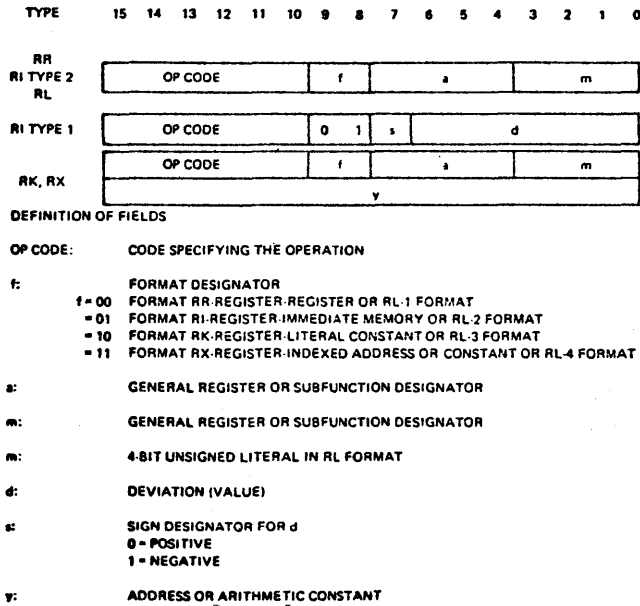 TYPE 15 14 13 12 11 10 9 8 7 6 5 4 3 2 1 0
RR
RI TYPE 2
RL
OP CODE f a m
RI TYPE 1 OP CODE 0 1 s d
RK, RX
OP CODE f a m
y
DEFINITION OF FIELDS
OP CODE: CODE SPECIFYING THE OPERATION
f: FORMAT DESIGNATOR
f = 00 FORMAT RR-REGISTER-REGISTER OR RL-1 FORMAT
= 01 FORMAT RI-REGISTER-IMMEDIATE MEMORY OR RL-2 FORMAT
= 10 FORMAT RK-REGISTER-LITERAL CONSTANT OR RL-3 FORMAT
= 11 FORMAT RX-REGISTER-INDEXED ADDRESS OR CONSTANT OR RL-4 FORMAT
a: GENERAL REGISTER OR SUBFUNCTION DESIGNATOR
m: GENERAL REGISTER OR SUBFUNCTION DESIGNATOR
m: 4-BIT UNSIGNED LITERAL IN RL FORMAT
d: DEVIATION (VALUE)
s: SIGN DESIGNATOR FOR d
0 = POSITIVE
1 = NEGATIVE
y: ADDRESS OR ARITHMETIC CONSTANT